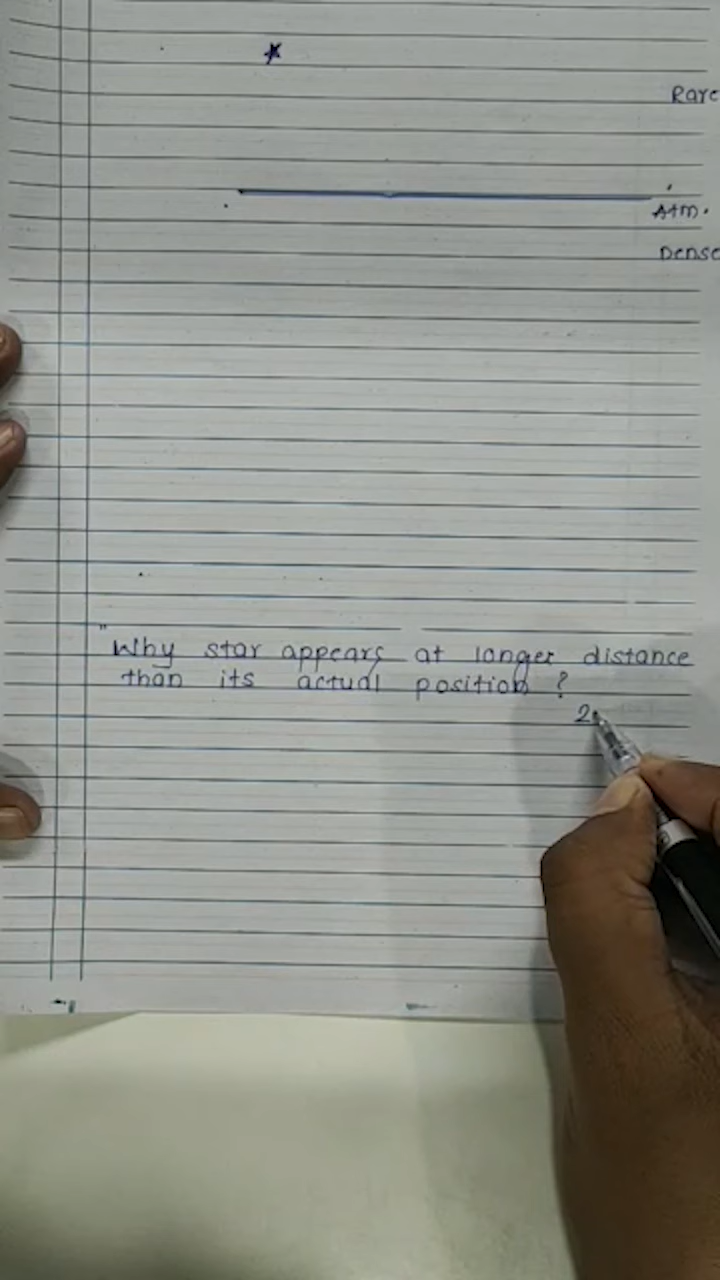 Rare
Atm.
Dense
"Why star appears at longer distance
than its actual position ?
2